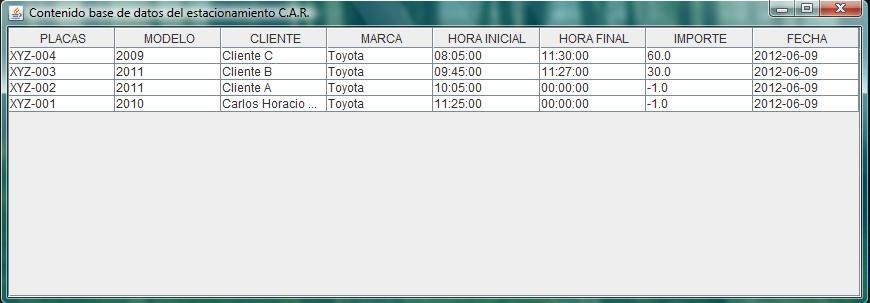 Contenido base de datos del estacionamiento C.A.R.
PLACAS MODELO CLIENTE MARCA HORA INICIAL HORA FINAL IMPORTE FECHA
XYZ-004 2009 Cliente C Toyota 08:05:00 11:30:00 60.0 2012-06-09
XYZ-003 2011 Cliente B Toyota 09:45:00 11:27:00 30.0 2012-06-09
XYZ-002 2011 Cliente A Toyota 10:05:00 00:00:00 -1.0 2012-06-09
XYZ-001 2010 Carlos Horacio ... Toyota 11:25:00 00:00:00 -1.0 2012-06-09